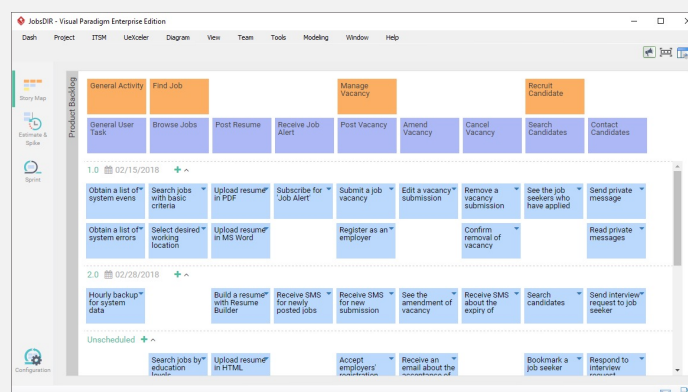 JobsDIR - Visual Paradigm Enterprise Edition
Dash Project ITSM UeXceler Diagram View Team Tools Modeling Window Help
Story Map
Estimate &
Spike
Sprint
Configuration
Product Backlog
General Activity Find Job Manage Recruit
Vacancy Candidate
General User Browse Jobs Post Resume Receive Job Post Vacancy Amend Cancel Search Contact
Task Alert Vacancy Vacancy Candidates Candidates
1.0 02/15/2018 +
Obtain a list of Search jobs Upload resume Subscribe for Submit a job Edit a vacancy Remove a See the job Send private
system evens with basic in PDF 'Job Alert' vacancy submission vacancy seekers who message
criteria submission have applied
Obtain a list of Select desired Upload resume Register as an Confirm Read private
system errors working in MS Word employer removal of messages
location vacancy
2.0 02/28/2018 +
Hourly backup Build a resume Receive SMS Receive SMS See the Receive SMS Search Send interview
for system with Resume for newly for new amendment of about the candidates request to job
data Builder posted jobs submission vacancy expiry of seeker
Unscheduled +
Search jobs by Upload resume Accept Receive an Bookmark a Respond to
education in HTML employers' email about the job seeker interview
levels registration acceptance of request